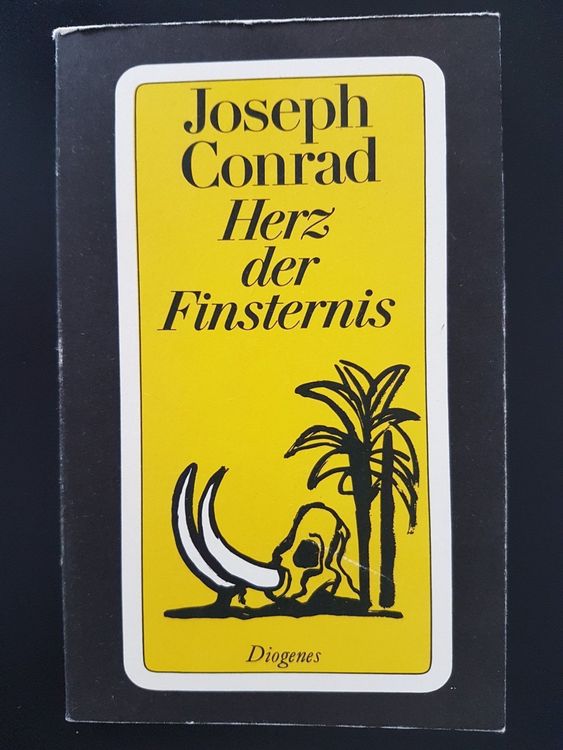 Joseph
Conrad
Herz
der
Finsternis
Diogenes